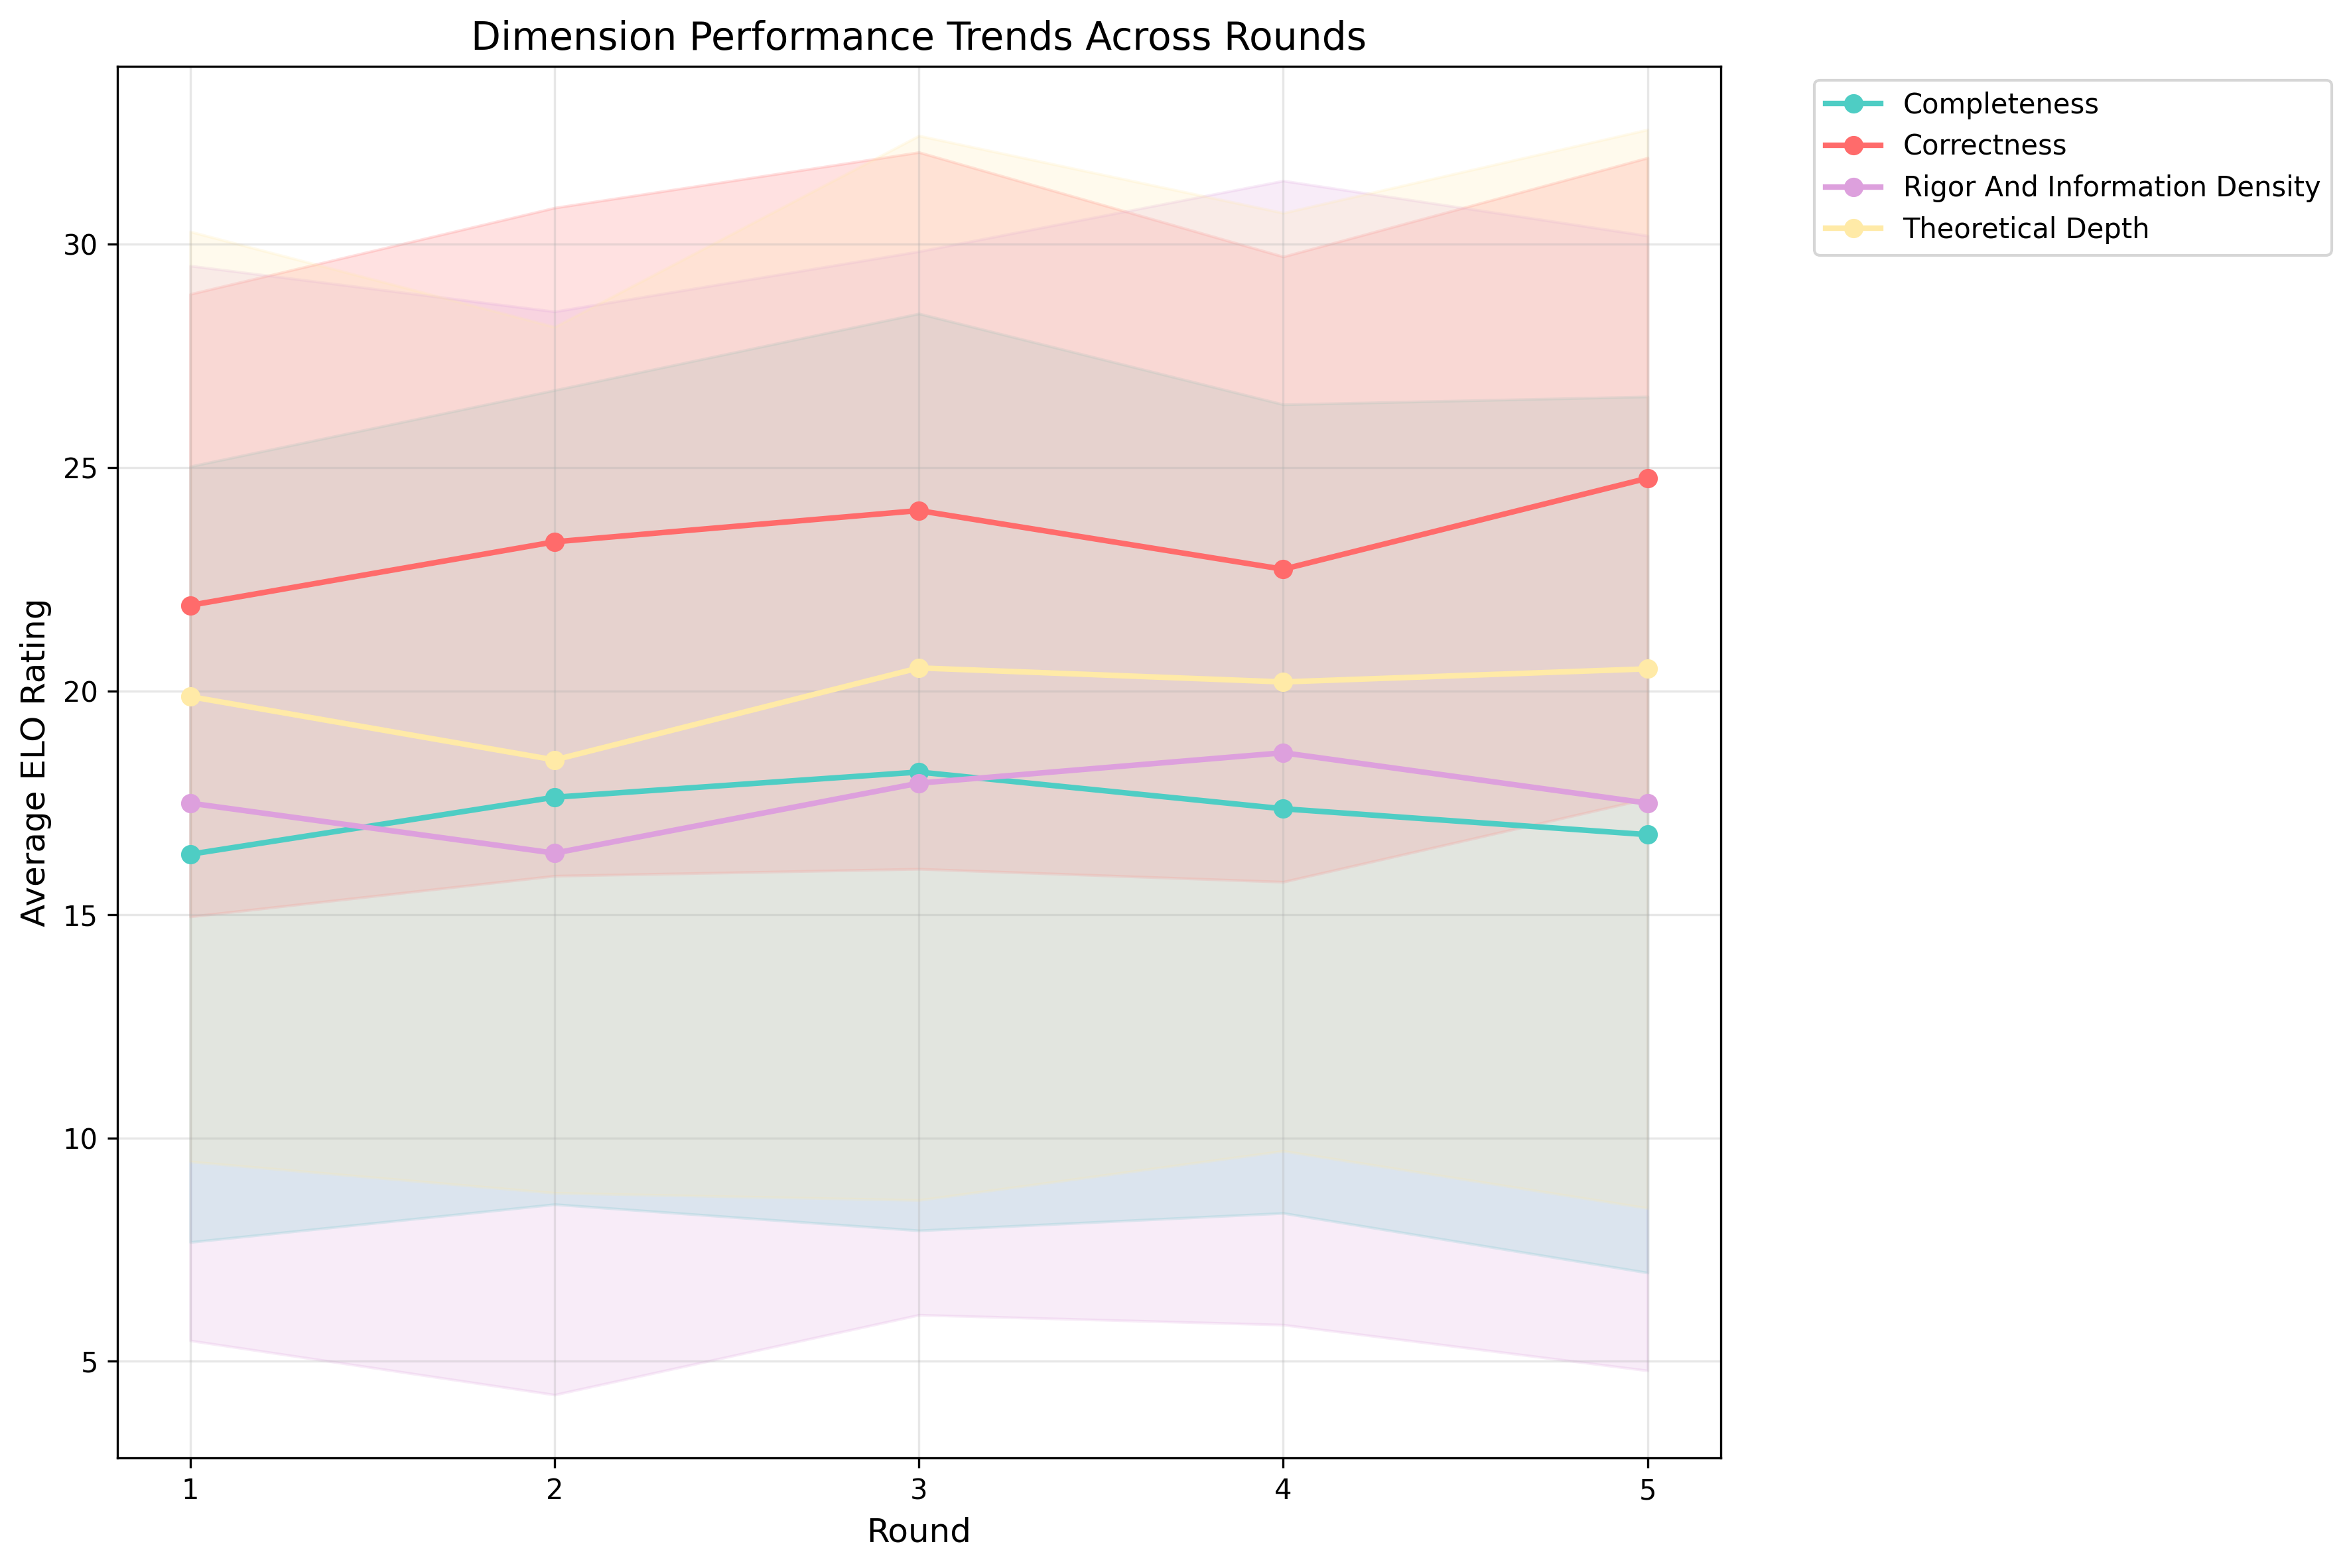 Dimension Performance Trends Across Rounds
Completeness
Correctness
Rigor And Information Density
Theoretical Depth
Average ELO Rating
30
25
20
15
10
5
1 2 3 4 5
Round